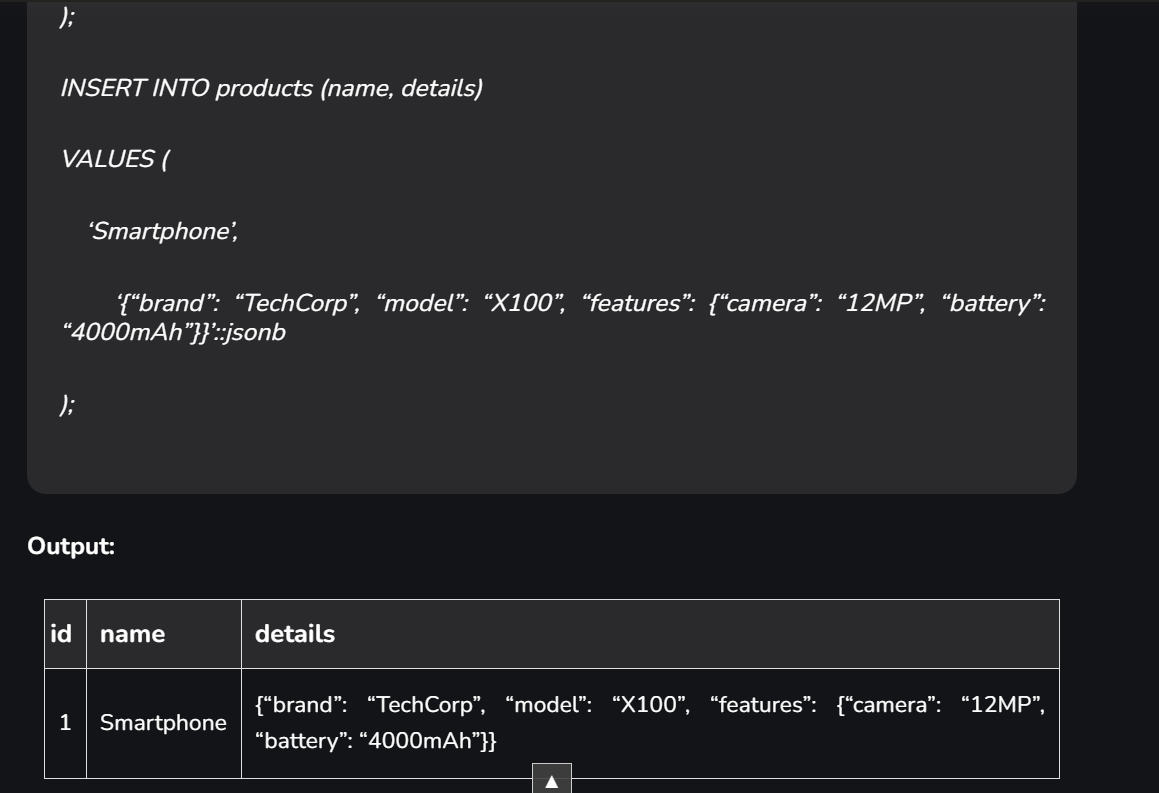 );
INSERT INTO products (name, details)
VALUES (
‘Smartphone’,
‘{“brand”: “TechCorp”, “model”: “X100”, “features”: {“camera”: “12MP”, “battery”:
“4000mAh”}}’::jsonb
);
Output:
id name details
1 Smartphone {“brand”: “TechCorp”, “model”: “X100”, “features”: {“camera”: “12MP”,
“battery”: “4000mAh”}}
▲